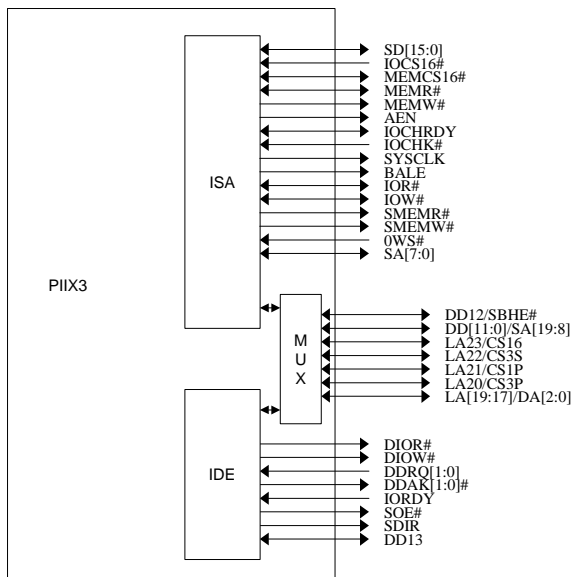 SD[15:0]
IOCS16#
MEMCS16#
MEMR#
MEMW#
AEN
IOCHRDY
IOCHK#
SYSCLK
BALE
IOR#
IOW#
SMEMR#
SMEMW#
0WS#
SA[7:0]
ISA
PIIX3
M
U
X
DD12/SBHE#
DD[11:0]/SA[19:8]
LA23/CS16
LA22/CS3S
LA21/CS1P
LA20/CS3P
LA[19:17]/DA[2:0]
IDE
DIOR#
DIOW#
DDRQ[1:0]
DDAK[1:0]#
IORDY
SOE#
SDIR
DD13